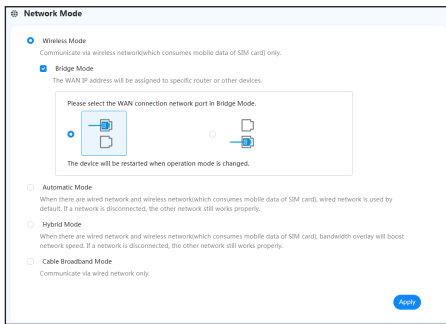 Network Mode
Wireless Mode
Communicate via wireless network(which consumes mobile data of SIM card) only.
Bridge Mode
The WAN IP address will be assigned to specific router or other devices.
Please select the WAN connection network port in Bridge Mode.
The device will be restarted when operation mode is changed.
Automatic Mode
When there are wired network and wireless network(which consumes mobile data of SIM card), wired network is used by
default. If a network is disconnected, the other network still works properly.
Hybrid Mode
When there are wired network and wireless network(which consumes mobile data of SIM card), bandwidth overlay will boost
network speed. If a network is disconnected, the other network still works properly.
Cable Broadband Mode
Communicate via wired network only.
Apply